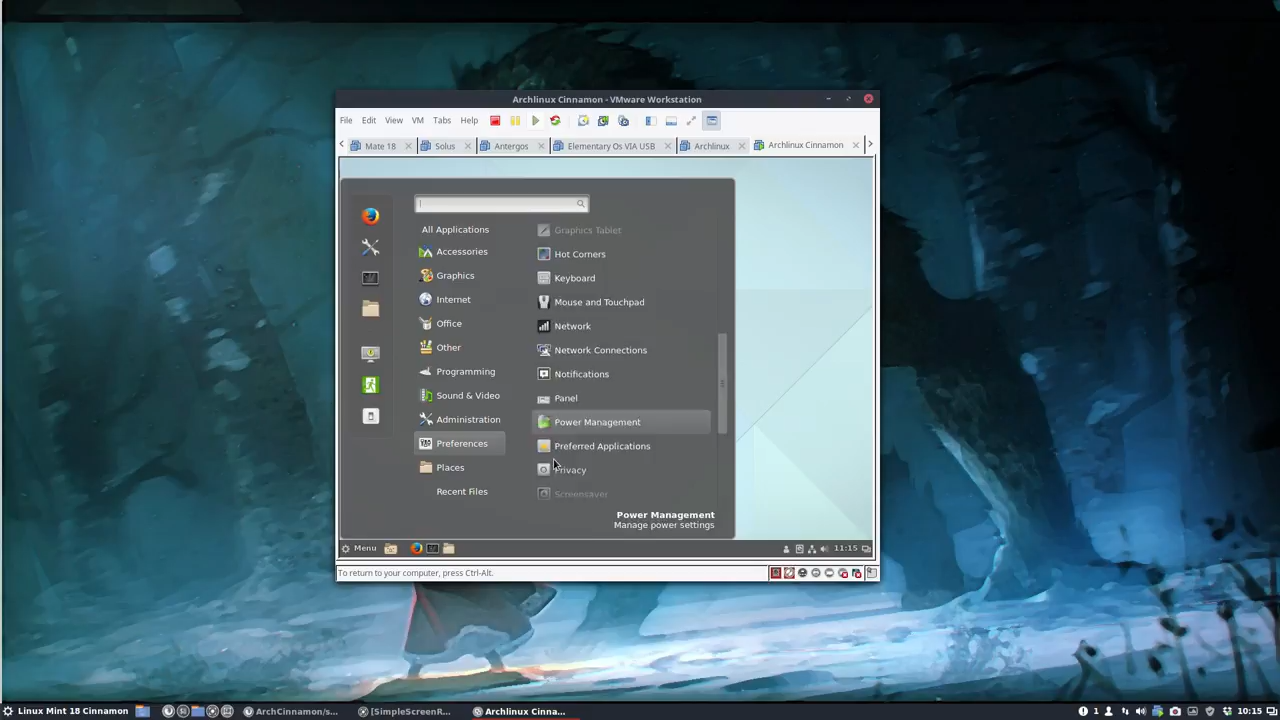 Archlinux Cinnamon - VMware Workstation
File Edit View VM Tabs Help
Mate 18 Solus Antergos Elementary Os VIA USB Archlinux Archlinux Cinnamon
All Applications
Accessories
Graphics
Internet
Office
Other
Programming
Sound & Video
Administration
Preferences
Places
Recent Files
Graphics Tablet
Hot Corners
Keyboard
Mouse and Touchpad
Network
Network Connections
Notifications
Panel
Power Management
Preferred Applications
Privacy
Screensaver
Power Management
Manage power settings
Menu 11:15
To return to your computer, press Ctrl-Alt.
Linux Mint 18 Cinnamon ArchCinnamon/s... [SimpleScreenR... Archlinux Cinna... 1 10:15